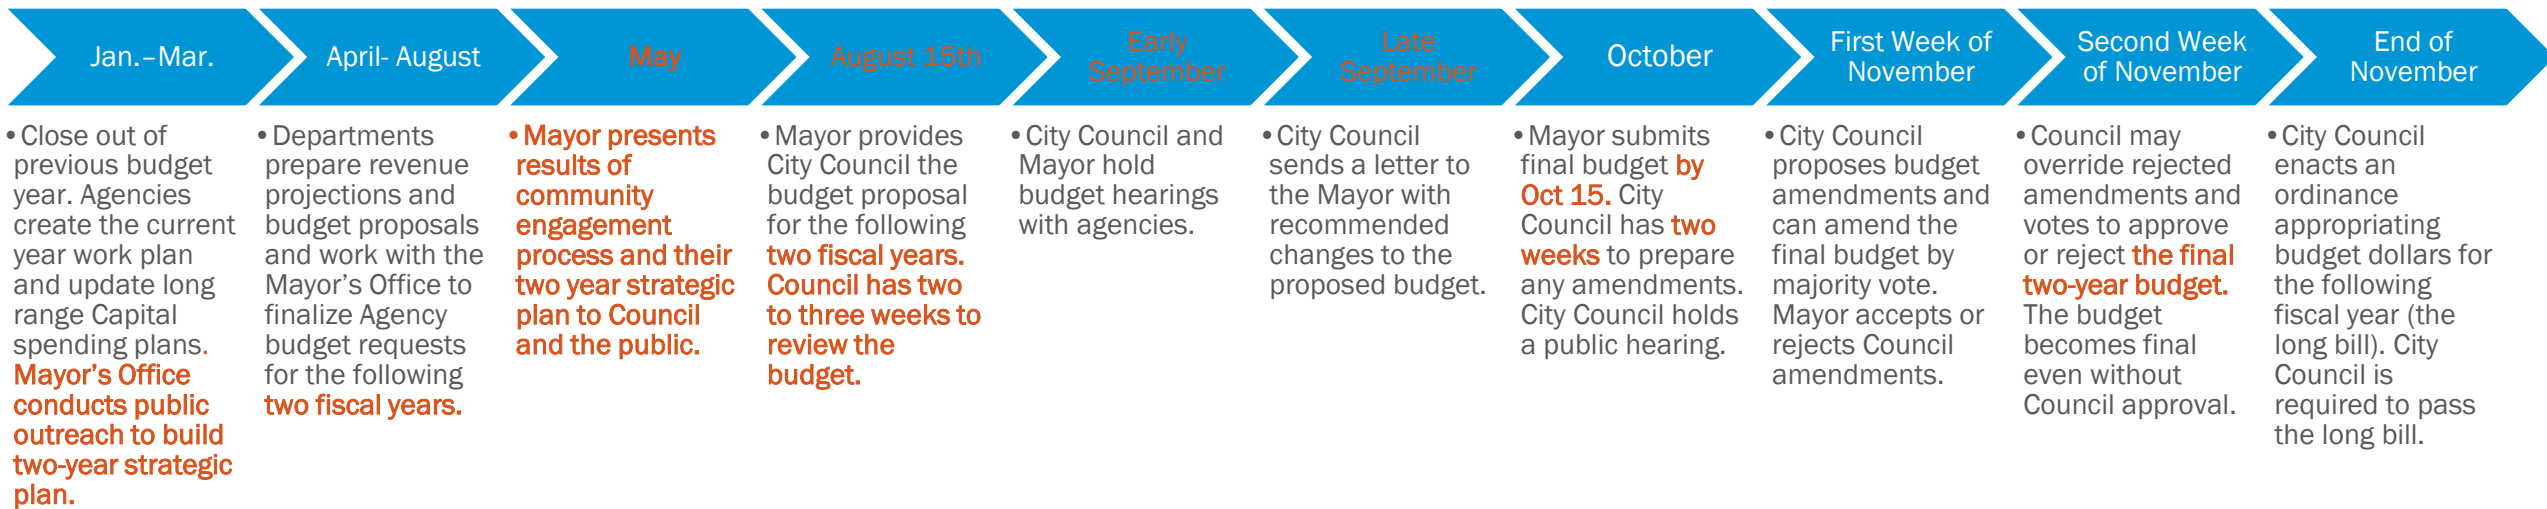 Jan.–Mar.
•Close out of
previous budget
year. Agencies
create the current
year work plan
and update long
range Capital
spending plans.
Mayor’s Office
conducts public
outreach to build
two-year strategic
plan.
April- August
•Departments
prepare revenue
projections and
budget proposals
and work with the
Mayor’s Office to
finalize Agency
budget requests
for the following
two fiscal years.
May
•Mayor presents
results of
community
engagement
process and their
two year strategic
plan to Council
and the public.
August 15th
•Mayor provides
City Council the
budget proposal
for the following
two fiscal years.
Council has two
to three weeks to
review the
budget.
Early
September
•City Council and
Mayor hold
budget hearings
with agencies.
Late
September
•City Council
sends a letter to
the Mayor with
recommended
changes to the
proposed budget.
October
•Mayor submits
final budget by
Oct 15. City
Council has two
weeks to prepare
any amendments.
City Council holds
a public hearing.
First Week of
November
•City Council
proposes budget
amendments and
can amend the
final budget by
majority vote.
Mayor accepts or
rejects Council
amendments.
Second Week
of November
•Council may
override rejected
amendments and
votes to approve
or reject the final
two-year budget.
The budget
becomes final
even without
Council approval.
End of
November
•City Council
enacts an
ordinance
appropriating
budget dollars for
the following
fiscal year (the
long bill). City
Council is
required to pass
the long bill.